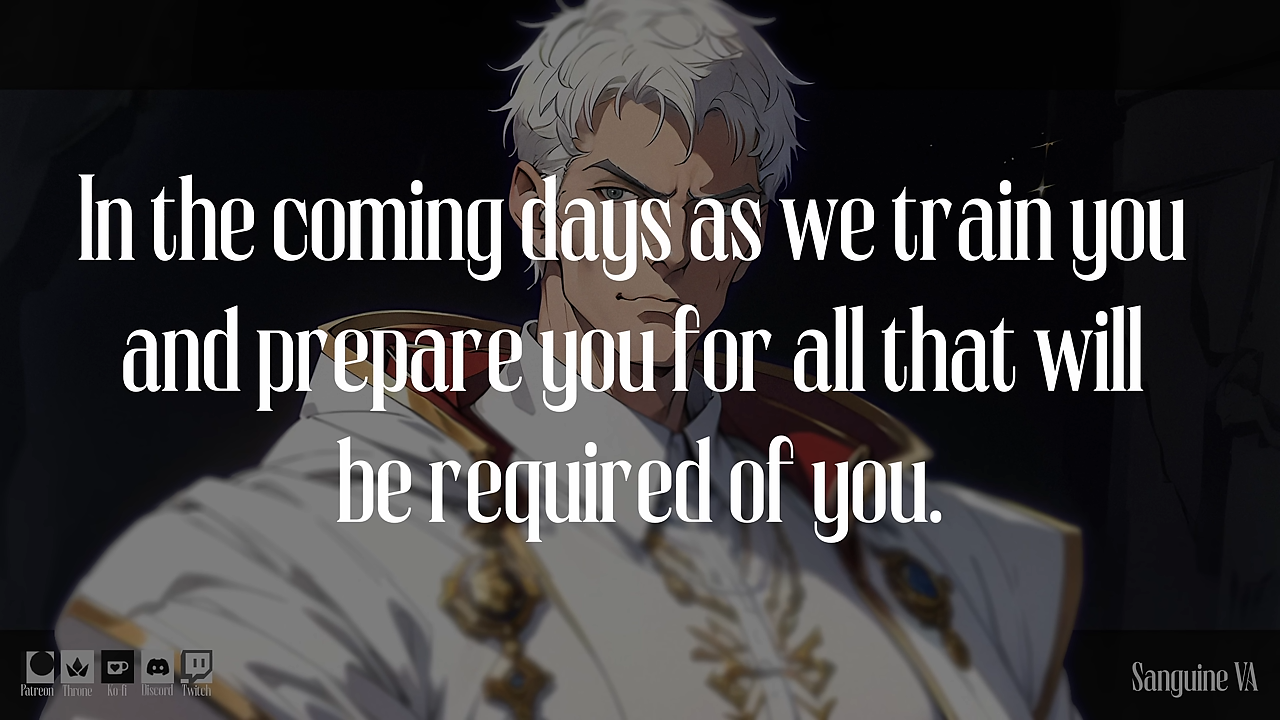 In the coming days as we train you
and prepare you for all that will
be required of you.
Patreon Throne Ko fi Discord Twitch
Sanguine VA